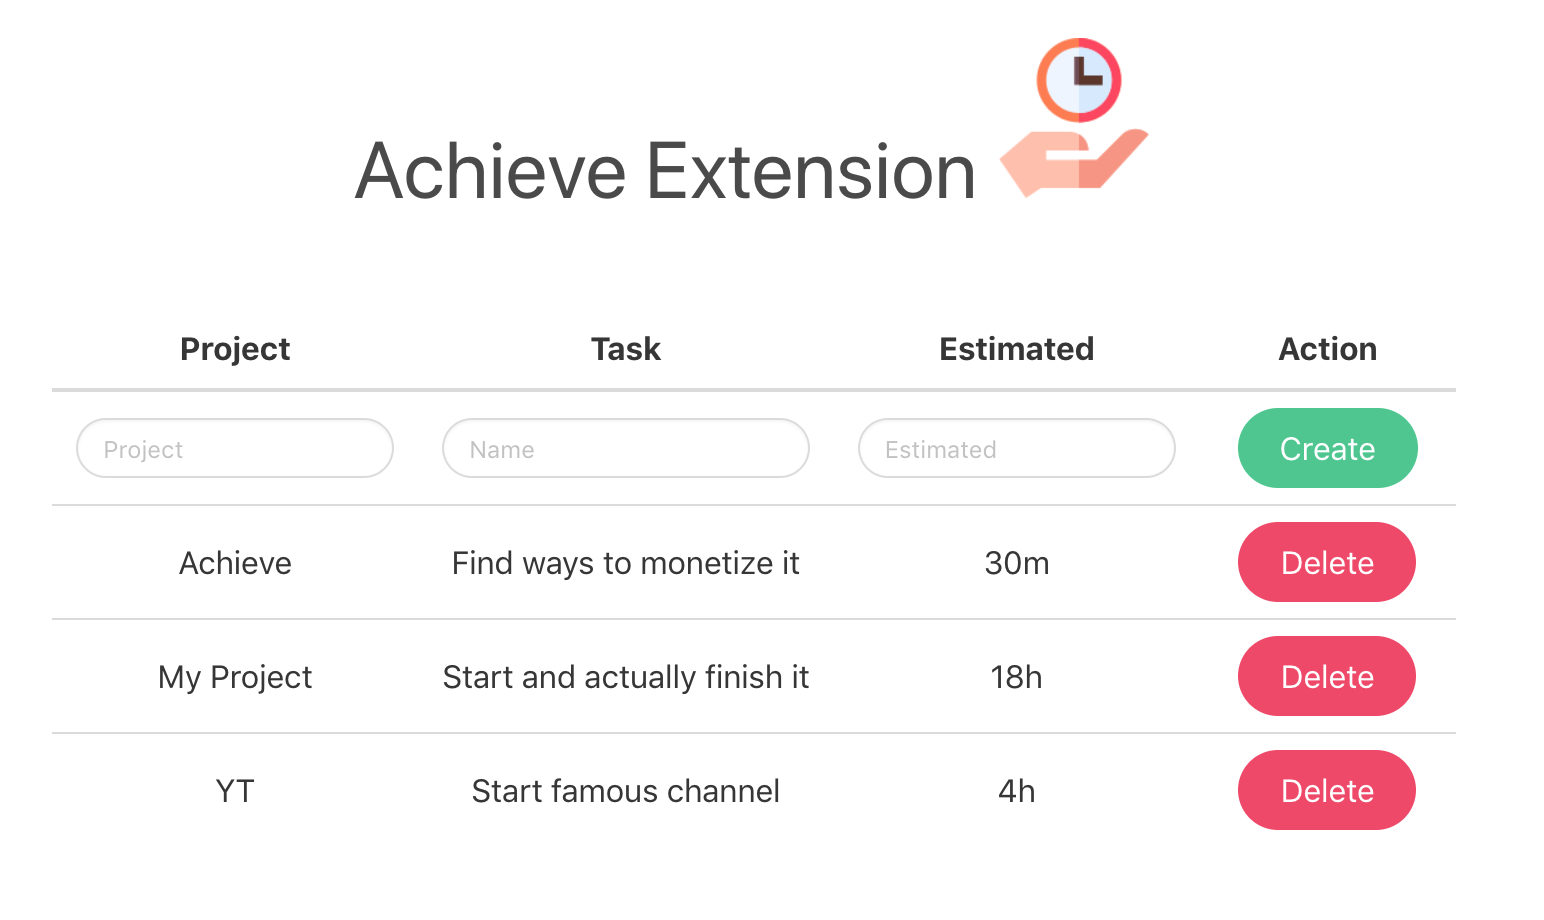 Achieve Extension
Project Task Estimated Action
Project Name Estimated Create
Achieve Find ways to monetize it 30m Delete
My Project Start and actually finish it 18h Delete
YT Start famous channel 4h Delete